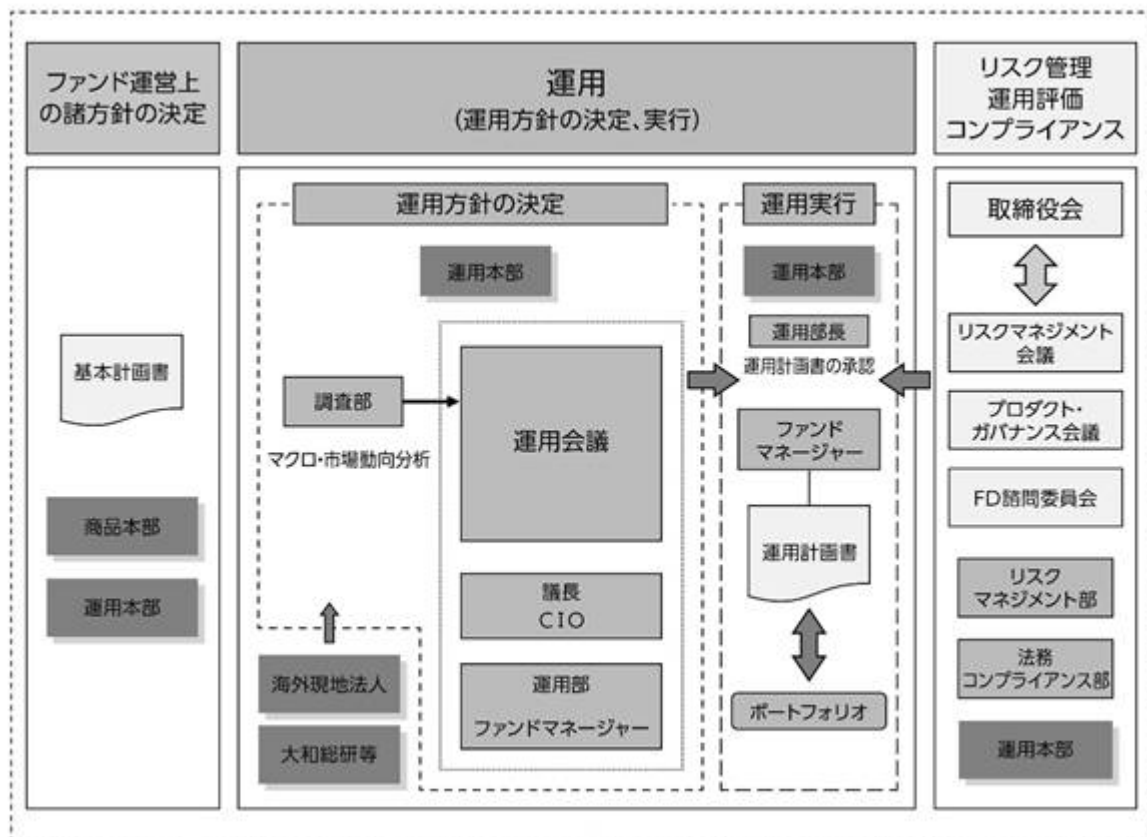 ファンド運営上
の諸方針の決定
運用
(運用方針の決定、実行)
リスク管理
運用評価
コンプライアンス
基本計画書
商品本部
運用本部
運用方針の決定
運用本部
調査部
マクロ・市場動向分析
運用会議
議長
CIO
運用部
ファンドマネージャー
海外現地法人
大和総研等
運用実行
運用本部
運用部長
運用計画書の承認
ファンド
マネージャー
運用計画書
ポートフォリオ
取締役会
リスクマネジメント
会議
プロダクト・
ガバナンス会議
FD諮問委員会
リスク
マネジメント部
法務
コンプライアンス部
運用本部